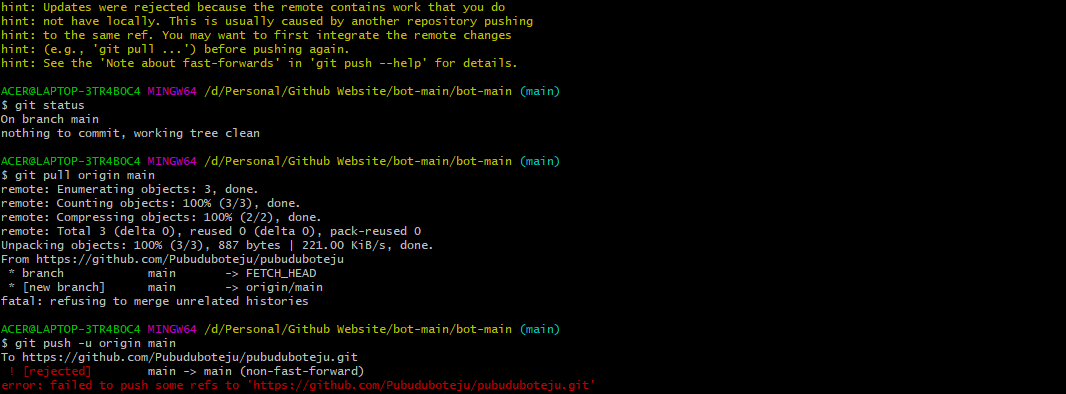 hint: Updates were rejected because the remote contains work that you do
hint: not have locally. This is usually caused by another repository pushing
hint: to the same ref. You may want to first integrate the remote changes
hint: (e.g., 'git pull ...') before pushing again.
hint: See the 'Note about fast-forwards' in 'git push --help' for details.
ACER@LAPTOP-3TR4BOC4 MINGW64 /d/Personal/Github Website/bot-main/bot-main (main)
$ git status
On branch main
nothing to commit, working tree clean
ACER@LAPTOP-3TR4BOC4 MINGW64 /d/Personal/Github Website/bot-main/bot-main (main)
$ git pull origin main
remote: Enumerating objects: 3, done.
remote: Counting objects: 100% (3/3), done.
remote: Compressing objects: 100% (2/2), done.
remote: Total 3 (delta 0), reused 0 (delta 0), pack-reused 0
Unpacking objects: 100% (3/3), 887 bytes | 221.00 KiB/s, done.
From https://github.com/Pubuduboteju/pubuduboteju
 * branch            main       -> FETCH_HEAD
 * [new branch]      main       -> origin/main
fatal: refusing to merge unrelated histories
ACER@LAPTOP-3TR4BOC4 MINGW64 /d/Personal/Github Website/bot-main/bot-main (main)
$ git push -u origin main
To https://github.com/Pubuduboteju/pubuduboteju.git
 ! [rejected]        main -> main (non-fast-forward)
error: failed to push some refs to 'https://github.com/Pubuduboteju/pubuduboteju.git'